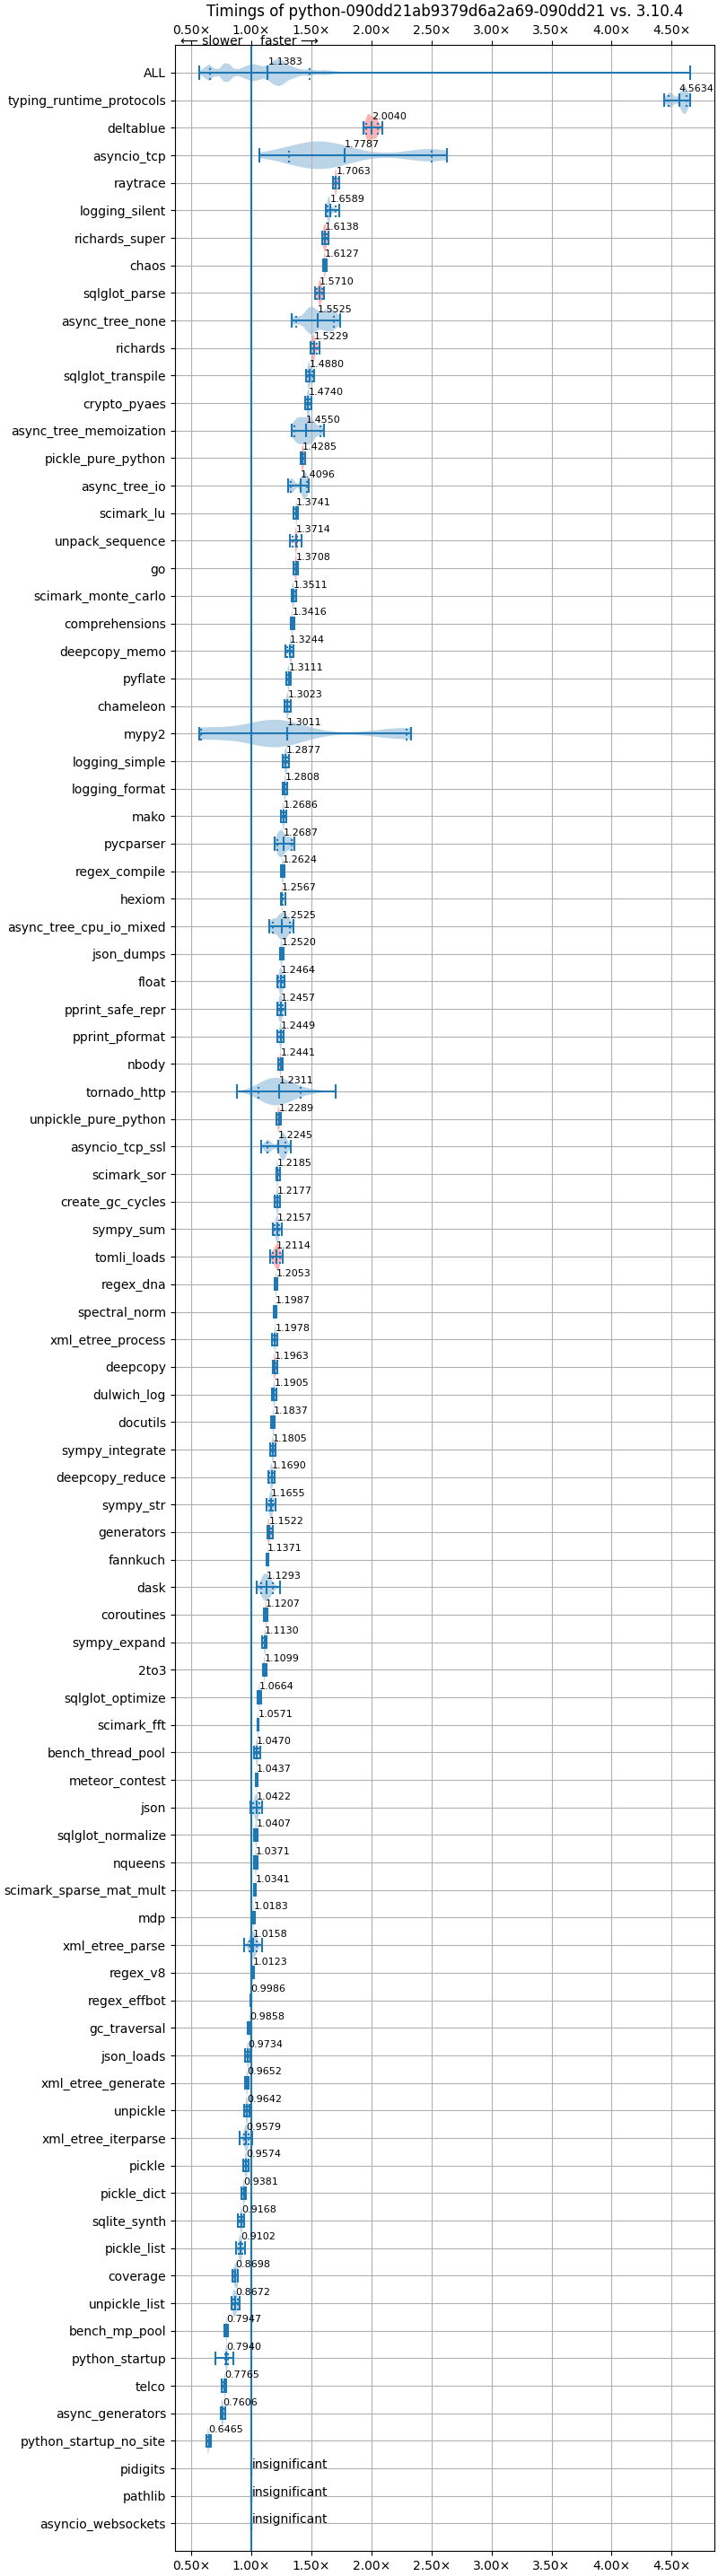 Timings of python-090dd21ab9379d6a2a69-090dd21 vs. 3.10.4
0.50× 1.00× 1.50× 2.00× 2.50× 3.00× 3.50× 4.00× 4.50×
⟵ slower faster ⟶
ALL 1.1383
typing_runtime_protocols 4.5634
deltablue 2.0040
asyncio_tcp 1.7787
raytrace 1.7063
logging_silent 1.6589
richards_super 1.6138
chaos 1.6127
sqlglot_parse 1.5710
async_tree_none 1.5525
richards 1.5229
sqlglot_transpile 1.4880
crypto_pyaes 1.4740
async_tree_memoization 1.4550
pickle_pure_python 1.4285
async_tree_io 1.4096
scimark_lu 1.3741
unpack_sequence 1.3714
go 1.3708
scimark_monte_carlo 1.3511
comprehensions 1.3416
deepcopy_memo 1.3244
pyflate 1.3111
chameleon 1.3023
mypy2 1.3011
logging_simple 1.2877
logging_format 1.2808
mako 1.2686
pycparser 1.2687
regex_compile 1.2624
hexiom 1.2567
async_tree_cpu_io_mixed 1.2525
json_dumps 1.2520
float 1.2464
pprint_safe_repr 1.2457
pprint_pformat 1.2449
nbody 1.2441
tornado_http 1.2311
unpickle_pure_python 1.2289
asyncio_tcp_ssl 1.2245
scimark_sor 1.2185
create_gc_cycles 1.2177
sympy_sum 1.2157
tomli_loads 1.2114
regex_dna 1.2053
spectral_norm 1.1987
xml_etree_process 1.1978
deepcopy 1.1963
dulwich_log 1.1905
docutils 1.1837
sympy_integrate 1.1805
deepcopy_reduce 1.1690
sympy_str 1.1655
generators 1.1522
fannkuch 1.1371
dask 1.1293
coroutines 1.1207
sympy_expand 1.1130
2to3 1.1099
sqlglot_optimize 1.0664
scimark_fft 1.0571
bench_thread_pool 1.0470
meteor_contest 1.0437
json 1.0422
sqlglot_normalize 1.0407
nqueens 1.0371
scimark_sparse_mat_mult 1.0341
mdp 1.0183
xml_etree_parse 1.0158
regex_v8 1.0123
regex_effbot 0.9986
gc_traversal 0.9858
json_loads 0.9734
xml_etree_generate 0.9652
unpickle 0.9642
xml_etree_iterparse 0.9579
pickle 0.9574
pickle_dict 0.9381
sqlite_synth 0.9168
pickle_list 0.9102
coverage 0.8698
unpickle_list 0.8672
bench_mp_pool 0.7947
python_startup 0.7940
telco 0.7765
async_generators 0.7606
python_startup_no_site 0.6465
pidigits insignificant
pathlib insignificant
asyncio_websockets insignificant
0.50× 1.00× 1.50× 2.00× 2.50× 3.00× 3.50× 4.00× 4.50×